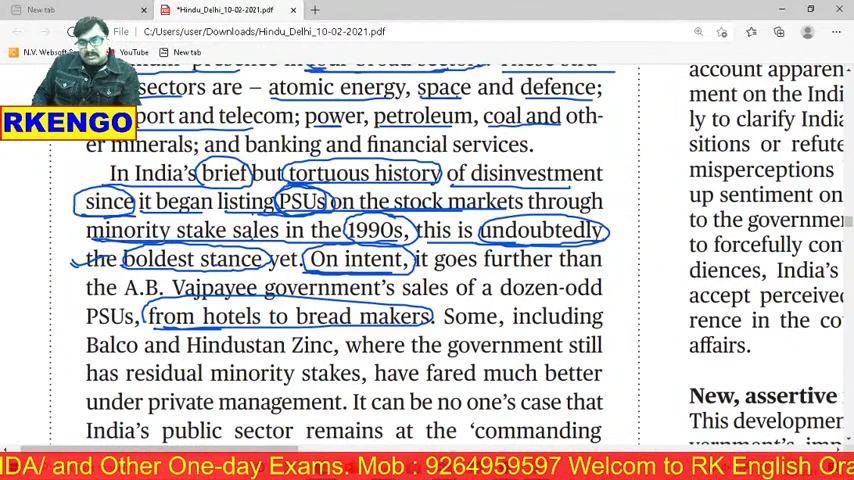 New tab
*Hindu_Delhi_10-02-2021.pdf
C:/Users/user/Downloads/Hindu_Delhi_10-02-2021.pdf
N.V. Websoft
YouTube
New tab
RKENGO
sectors are – atomic energy, space and defence;
port and telecom; power, petroleum, coal and oth-
er minerals; and banking and financial services.
In India's brief but tortuous history of disinvestment
since it began listing PSUs on the stock markets through
minority stake sales in the 1990s, this is undoubtedly
the boldest stance yet. On intent, it goes further than
the A.B. Vajpayee government's sales of a dozen-odd
PSUs, from hotels to bread makers. Some, including
Balco and Hindustan Zinc, where the government still
has residual minority stakes, have fared much better
under private management. It can be no one's case that
India's public sector remains at the 'commanding
account apparen
ment on the Indi
ly to clarify Indi
sitions or refute
misperceptions
up sentiment on
to the governmen
to forcefully con
diences, India's
accept perceived
rence in the co
affairs.
New, assertive
This development
IDA/ and Other One-day Exams. Mob : 9264959597 Welcom to RK English Ora